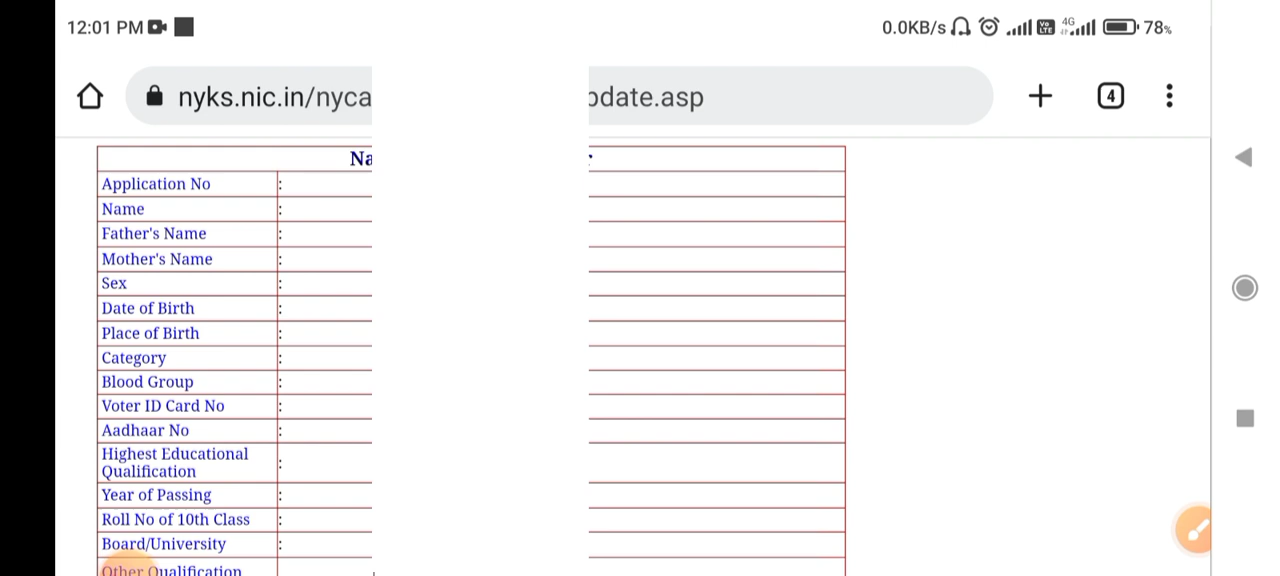 12:01 PM 0.0KB/s 4G 78%
nyks.nic.in/nyca date.asp 4
Na
Application No :
Name :
Father's Name :
Mother's Name :
Sex :
Date of Birth :
Place of Birth :
Category :
Blood Group :
Voter ID Card No :
Aadhaar No :
Highest Educational
Qualification :
Year of Passing :
Roll No of 10th Class :
Board/University :
Other Qualification